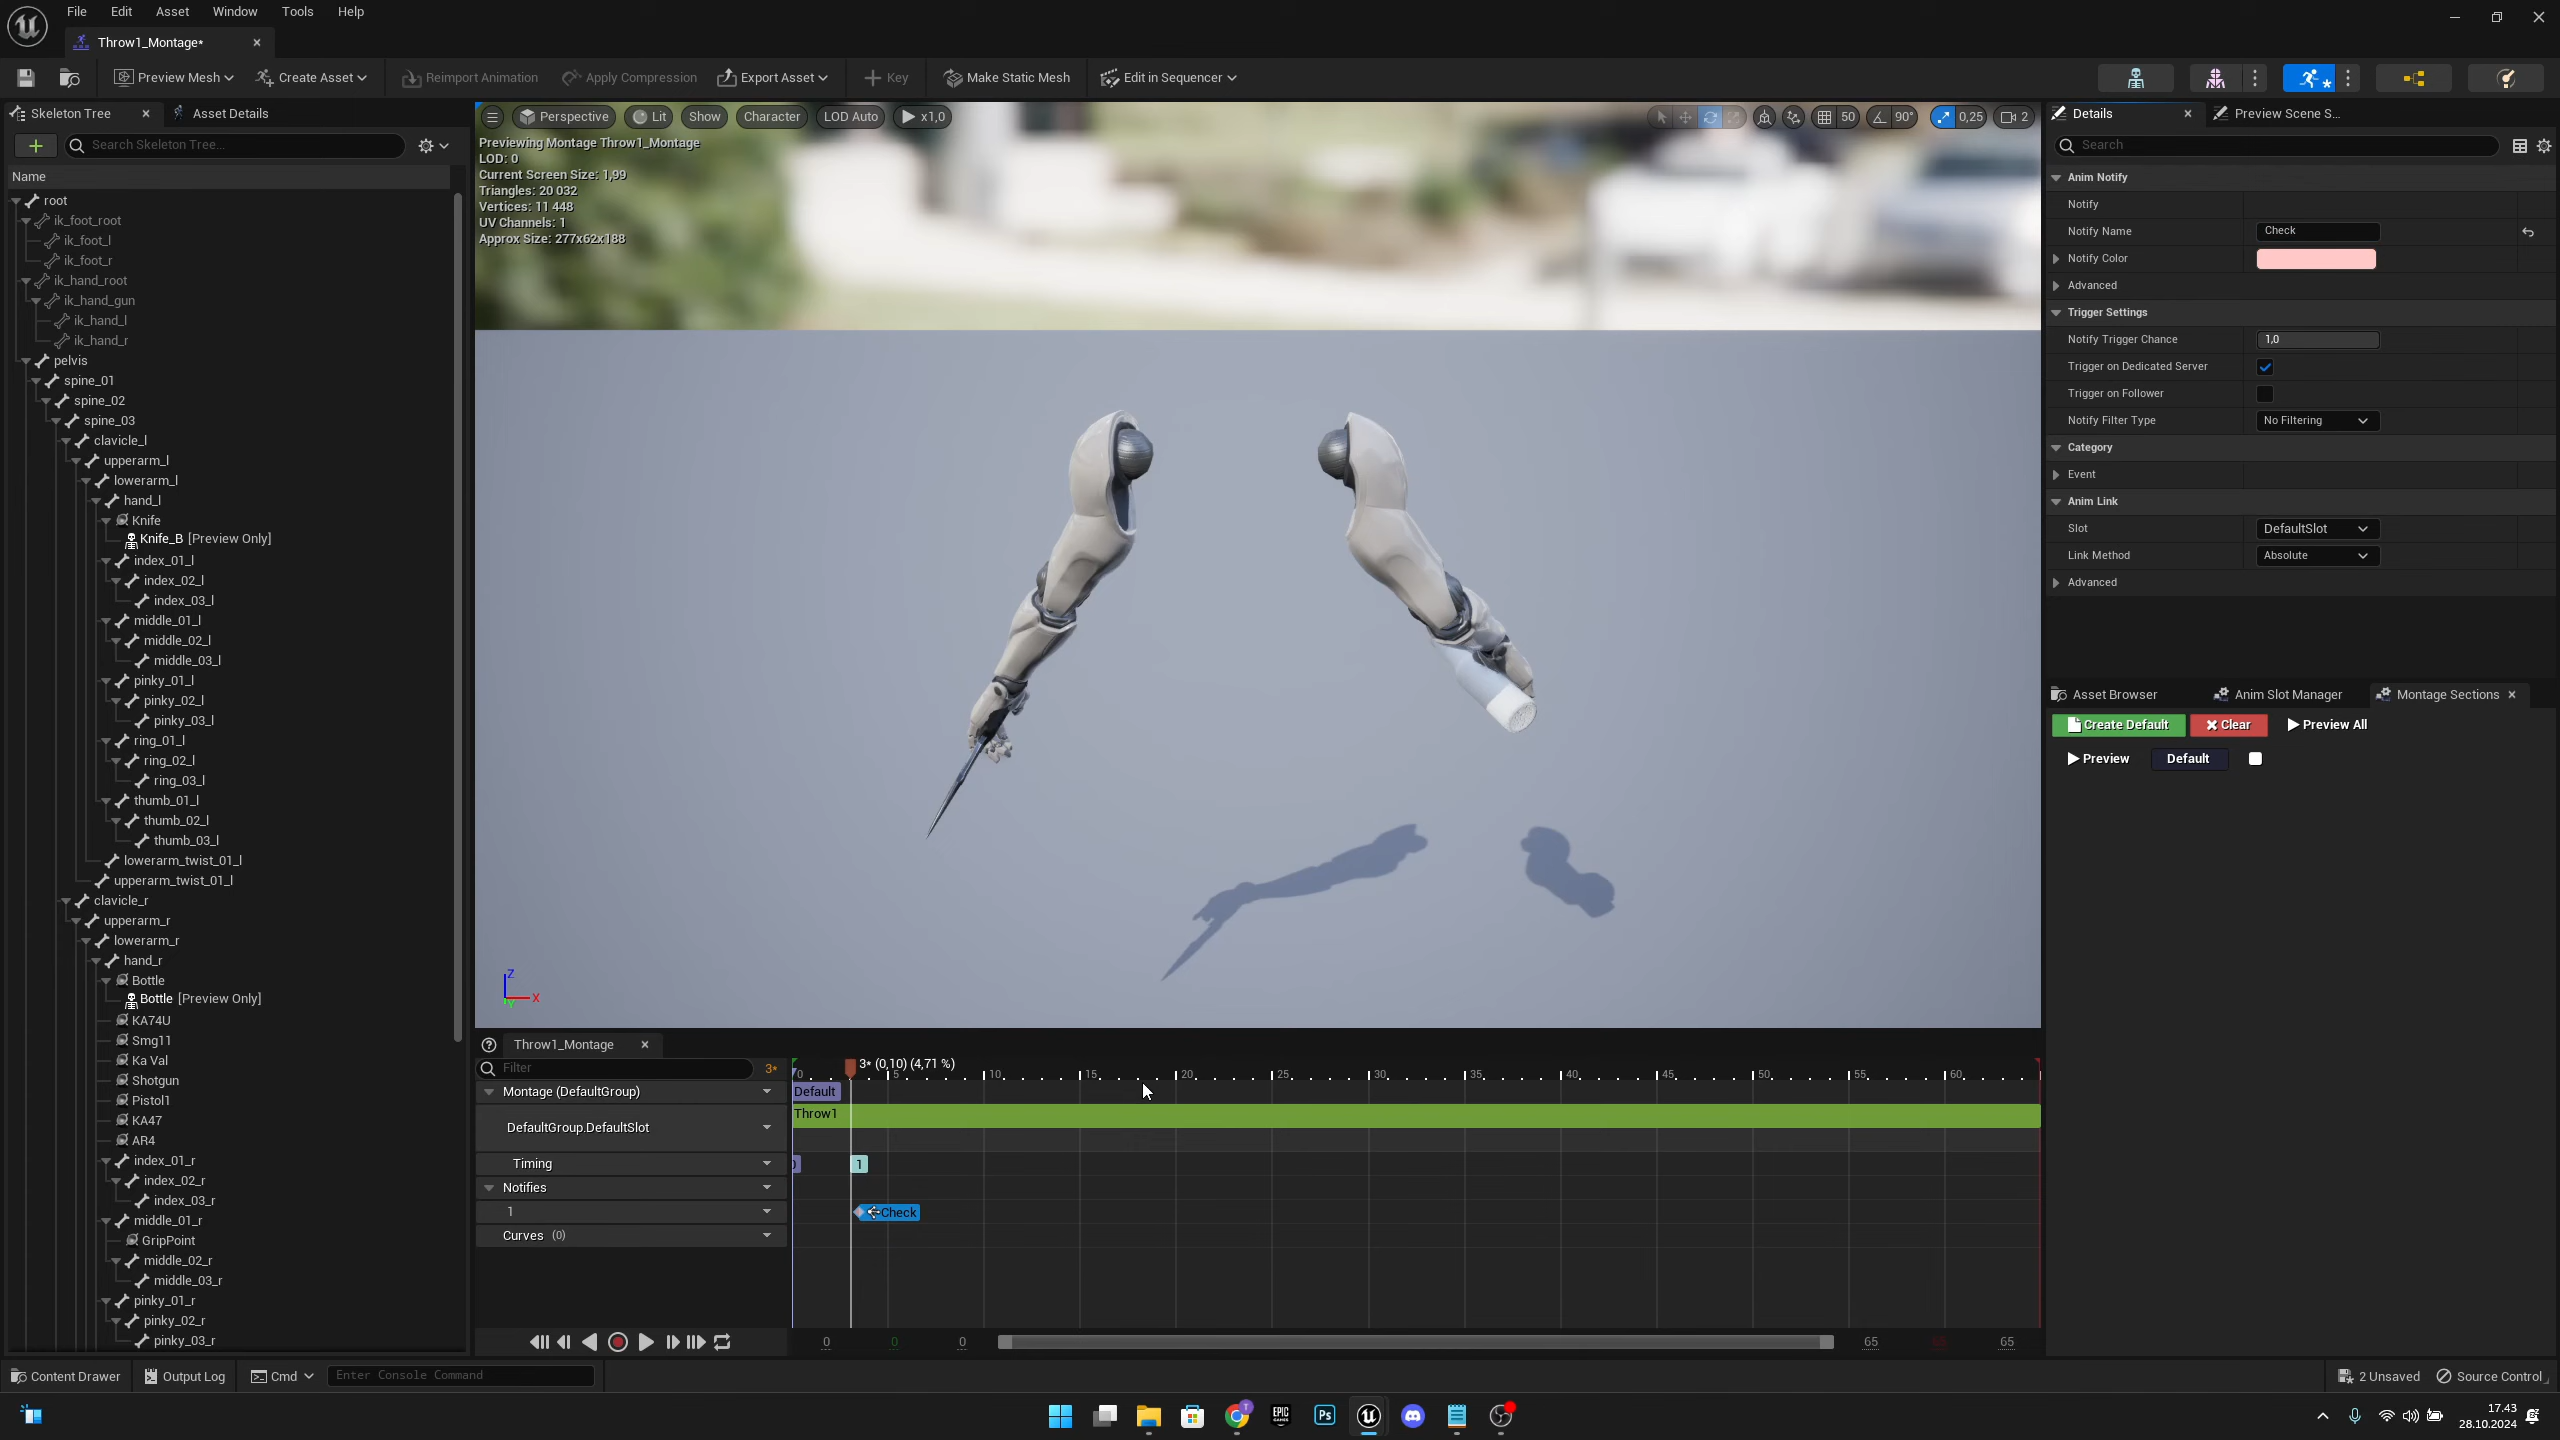 File Edit Asset Window Tools Help
Throw1_Montage*
Preview Mesh Create Asset Reimport Animation Apply Compression Export Asset Key Make Static Mesh Edit in Sequencer
Skeleton Tree Asset Details
Search Skeleton Tree...
Name
root
ik_foot_root
ik_foot_l
ik_foot_r
ik_hand_root
ik_hand_gun
ik_hand_l
ik_hand_r
pelvis
spine_01
spine_02
spine_03
clavicle_l
upperarm_l
lowerarm_l
hand_l
Knife
Knife_B [Preview Only]
index_01_l
index_02_l
index_03_l
middle_01_l
middle_02_l
middle_03_l
pinky_01_l
pinky_02_l
pinky_03_l
ring_01_l
ring_02_l
ring_03_l
thumb_01_l
thumb_02_l
thumb_03_l
lowerarm_twist_01_l
upperarm_twist_01_l
clavicle_r
upperarm_r
lowerarm_r
hand_r
Bottle
Bottle [Preview Only]
KA74U
Smg11
Ka Val
Shotgun
Pistol1
KA47
AR4
index_01_r
index_02_r
index_03_r
middle_01_r
GripPoint
middle_02_r
middle_03_r
pinky_01_r
pinky_02_r
pinky_03_r
Perspective Lit Show Character LOD Auto x1,0 50 90° 0,25 2
Previewing Montage Throw1_Montage
LOD: 0
Current Screen Size: 1,99
Triangles: 20 032
Vertices: 11 448
UV Channels: 1
Approx Size: 277x62x188
Z
X
Throw1_Montage
Filter 3* 3* (0,10) (4,71 %)
0 5 10 15 20 25 30 35 40 45 50 55 60
Montage (DefaultGroup) Default
Throw1
DefaultGroup.DefaultSlot
Timing 1
Notifies
1 Check
Curves (0)
0 0 0 65 65
Details Preview Scene S...
Search
Anim Notify
Notify
Notify Name Check
Notify Color
Advanced
Trigger Settings
Notify Trigger Chance 1,0
Trigger on Dedicated Server
Trigger on Follower
Notify Filter Type No Filtering
Category
Event
Anim Link
Slot DefaultSlot
Link Method Absolute
Advanced
Asset Browser Anim Slot Manager Montage Sections
Create Default Clear Preview All
Preview Default
Content Drawer Output Log Cmd Enter Console Command 2 Unsaved Source Control
T EPIC GAMES Ps
17.43
28.10.2024